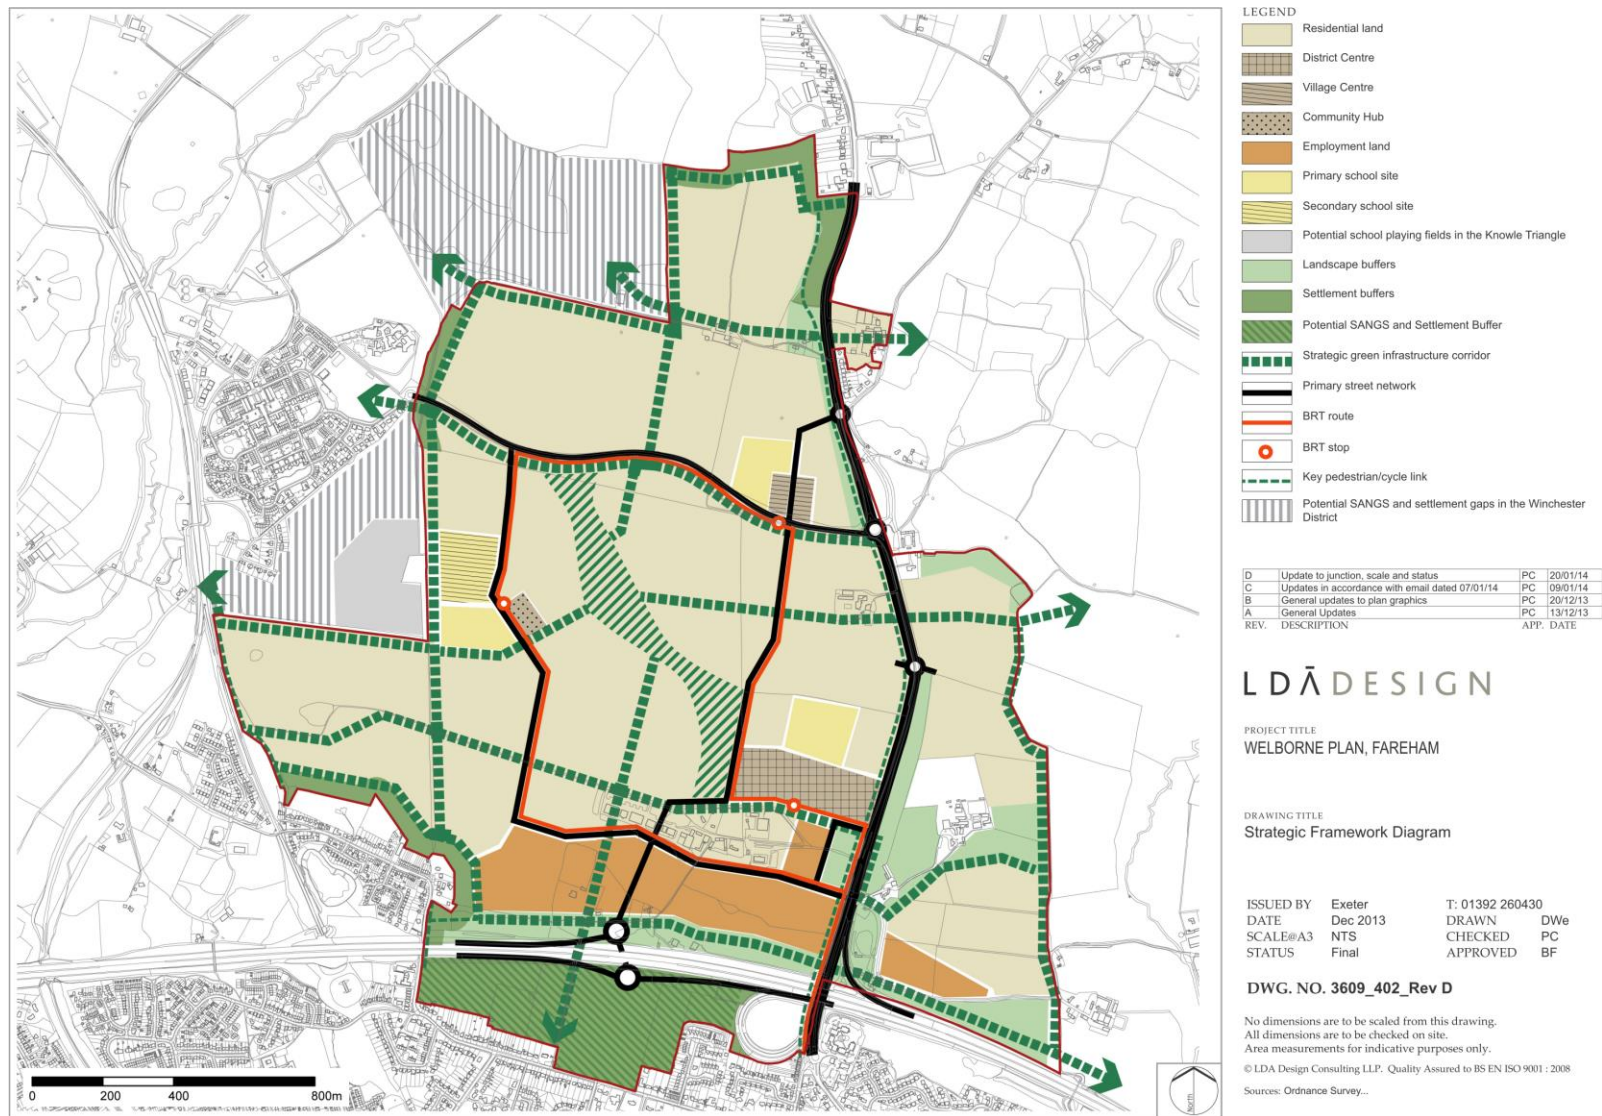 LEGEND
Residential land
District Centre
Village Centre
Community Hub
Employment land
Primary school site
Secondary school site
Potential school playing fields in the Knowle Triangle
Landscape buffers
Settlement buffers
Potential SANGS and Settlement Buffer
Strategic green infrastructure corridor
Primary street network
BRT route
BRT stop
Key pedestrian/cycle link
Potential SANGS and settlement gaps in the Winchester
District
D Update to junction, scale and status PC 20/01/14
C Updates in accordance with email dated 07/01/14 PC 09/01/14
B General updates to plan graphics PC 20/12/13
A General Updates PC 13/12/13
REV. DESCRIPTION APP. DATE
LDĀDESIGN
PROJECT TITLE
WELBORNE PLAN, FAREHAM
DRAWING TITLE
Strategic Framework Diagram
ISSUED BY Exeter T: 01392 260430
DATE Dec 2013 DRAWN DWe
SCALE@A3 NTS CHECKED PC
STATUS Final APPROVED BF
DWG. NO. 3609_402_Rev D
No dimensions are to be scaled from this drawing.
All dimensions are to be checked on site.
Area measurements for indicative purposes only.
© LDA Design Consulting LLP. Quality Assured to BS EN ISO 9001 : 2008
Sources: Ordnance Survey...
North
0 200 400 800m